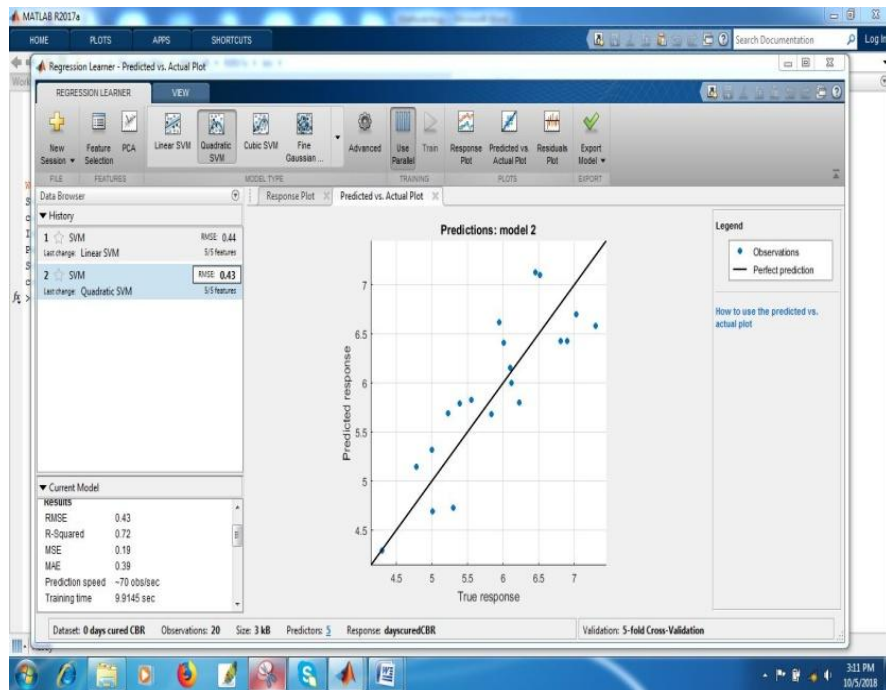 MATLAB R2017a
HOME PLOTS APPS SHORTCUTS
Search Documentation
Log In
Regression Learner - Predicted vs. Actual Plot
REGRESSION LEARNER VIEW
New Session
Feature Selection
PCA
Linear SVM
Quadratic SVM
Cubic SVM
Fine Gaussian ...
Advanced
Use Parallel
Train
Response Plot
Predicted vs. Actual Plot
Residuals Plot
Export Model
FILE FEATURES MODEL TYPE TRAINING PLOTS EXPORT
Data Browser
Response Plot
Predicted vs. Actual Plot
History
1 SVM RMSE: 0.44
Last change: Linear SVM 5/5 features
2 SVM RMSE: 0.43
Last change: Quadratic SVM 5/5 features
Predictions: model 2
Predicted response
7
6.5
6
5.5
5
4.5
4.5 5 5.5 6 6.5 7
True response
Legend
Observations
Perfect prediction
How to use the predicted vs.
actual plot
Current Model
Results
RMSE 0.43
R-Squared 0.72
MSE 0.19
MAE 0.39
Prediction speed ~70 obs/sec
Training time 9.9145 sec
Dataset: 0 days cured CBR Observations: 20 Size: 3 kB Predictors: 5 Response: dayscuredCBR Validation: 5-fold Cross-Validation
fx
3:11 PM
10/5/2018